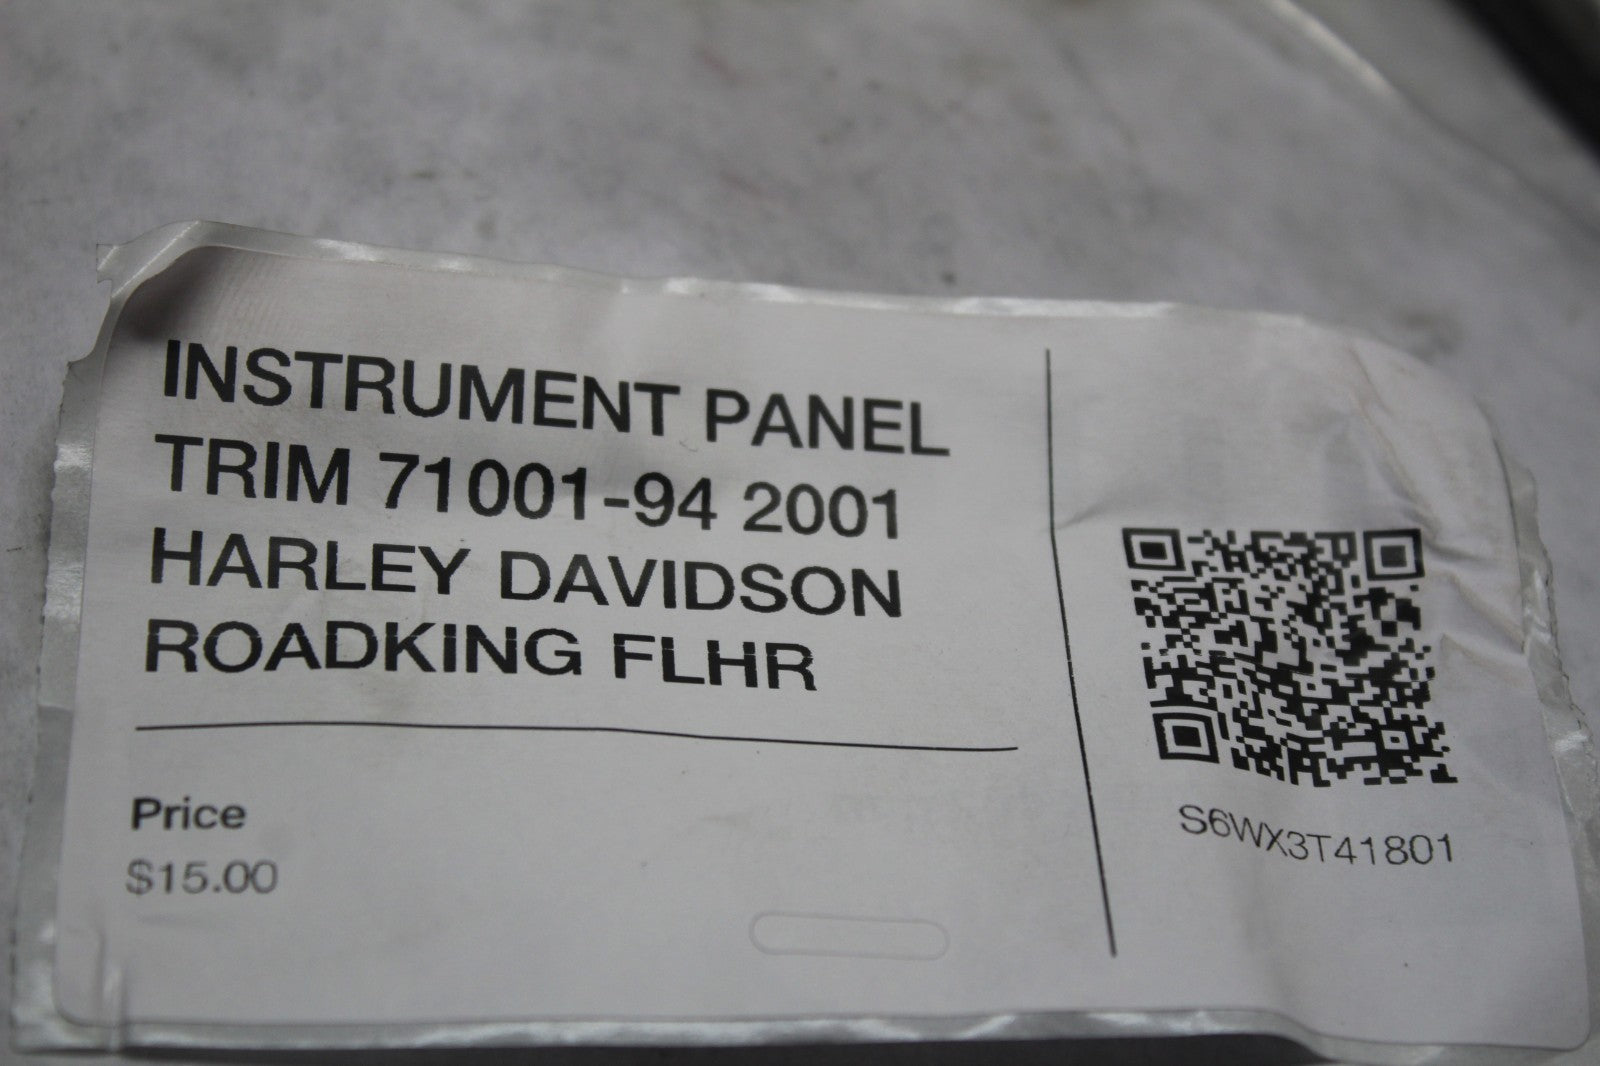 INSTRUMENT PANEL
TRIM 71001-94 2001
HARLEY DAVIDSON
ROADKING FLHR
Price
$15.00
S6WX3T41801